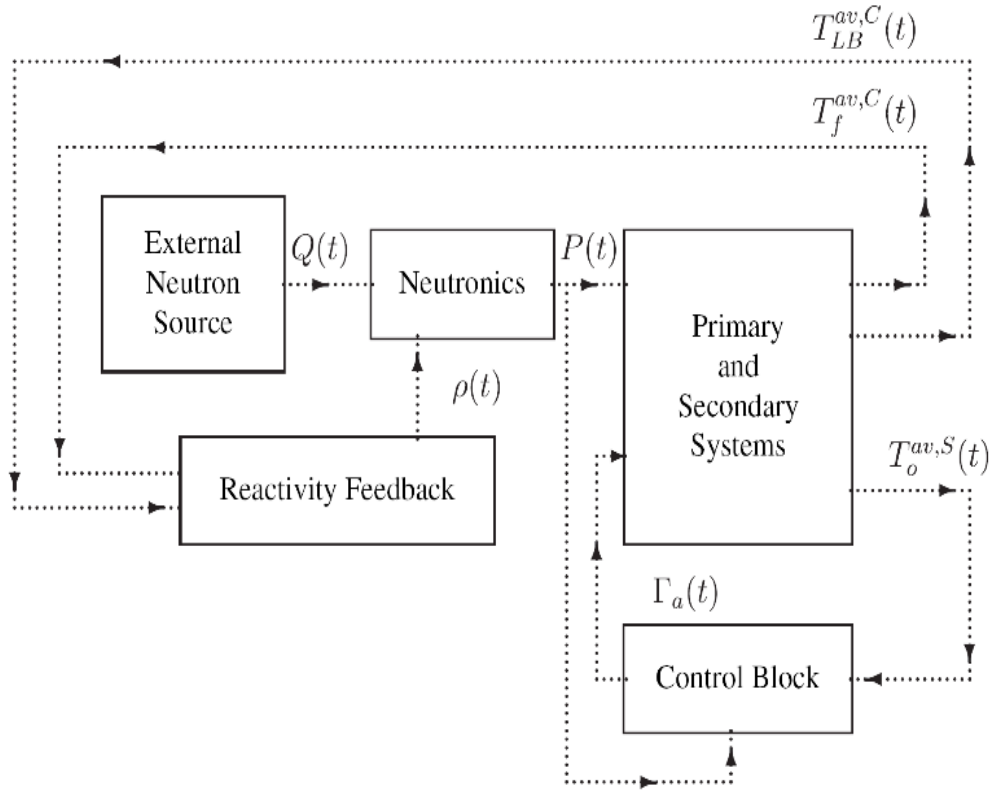 T_{LB}^{av,C}(t)
T_f^{av,C}(t)
External
Neutron
Source
Q(t)
Neutronics
P(t)
Primary
and
Secondary
Systems
ρ(t)
Reactivity Feedback
T_o^{av,S}(t)
Γ_a(t)
Control Block